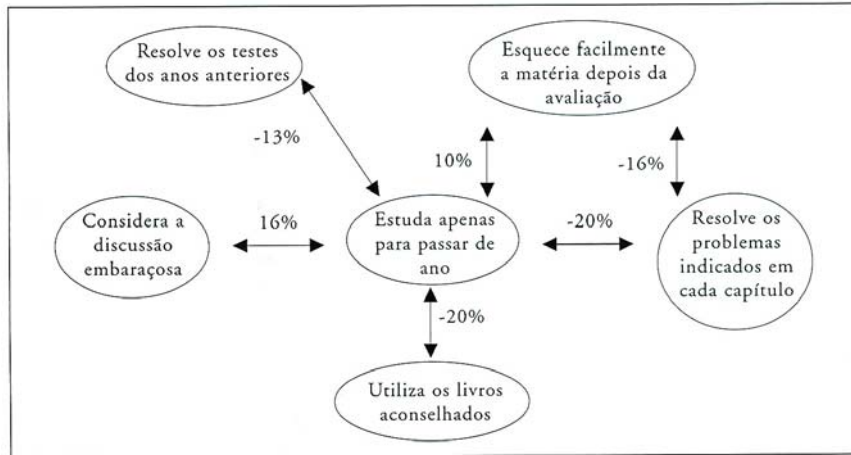 Resolve os testes
dos anos anteriores
Esquece facilmente
a matéria depois da
avaliação
-13%
10%
-16%
Considera a
discussão
embaraçosa
16%
Estuda apenas
para passar de
ano
-20%
Resolve os
problemas
indicados em
cada capítulo
-20%
Utiliza os livros
aconselhados